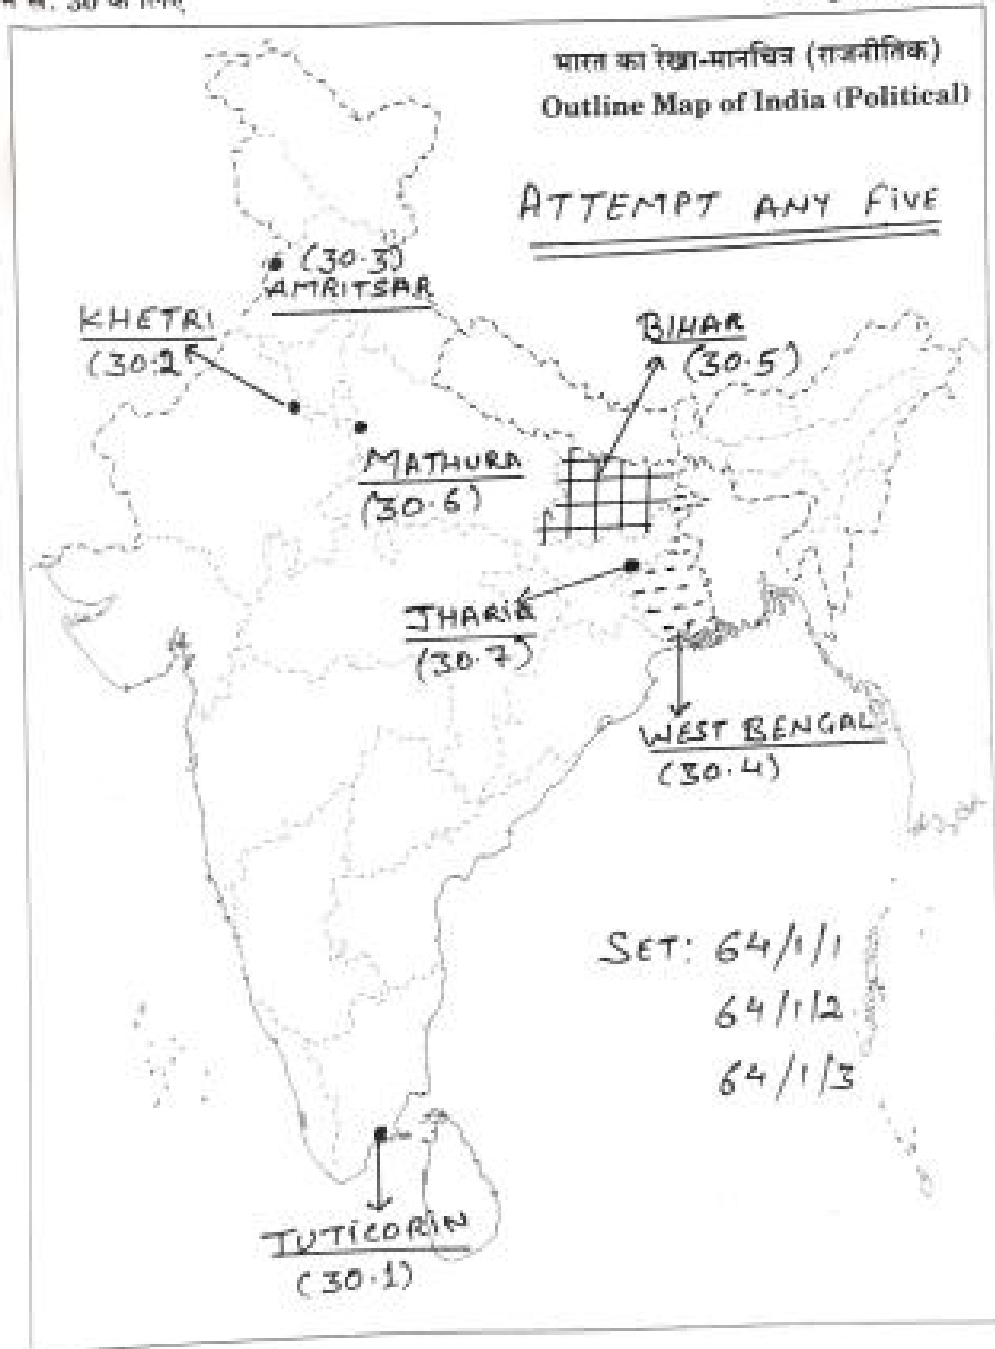 सं. 30 के लिए
भारत का रेखा-मानचित्र (राजनीतिक)
Outline Map of India (Political)
ATTEMPT ANY FIVE
(30.3)
AMRITSAR
KHETRI
(30.2
BIHAR
(30.5)
MATHURA
(30.6)
JHARIA
(30.7)
WEST BENGAL
(30.4)
SET: 64/1/1
64/1/2
64/1/3
TUTICORIN
(30.1)